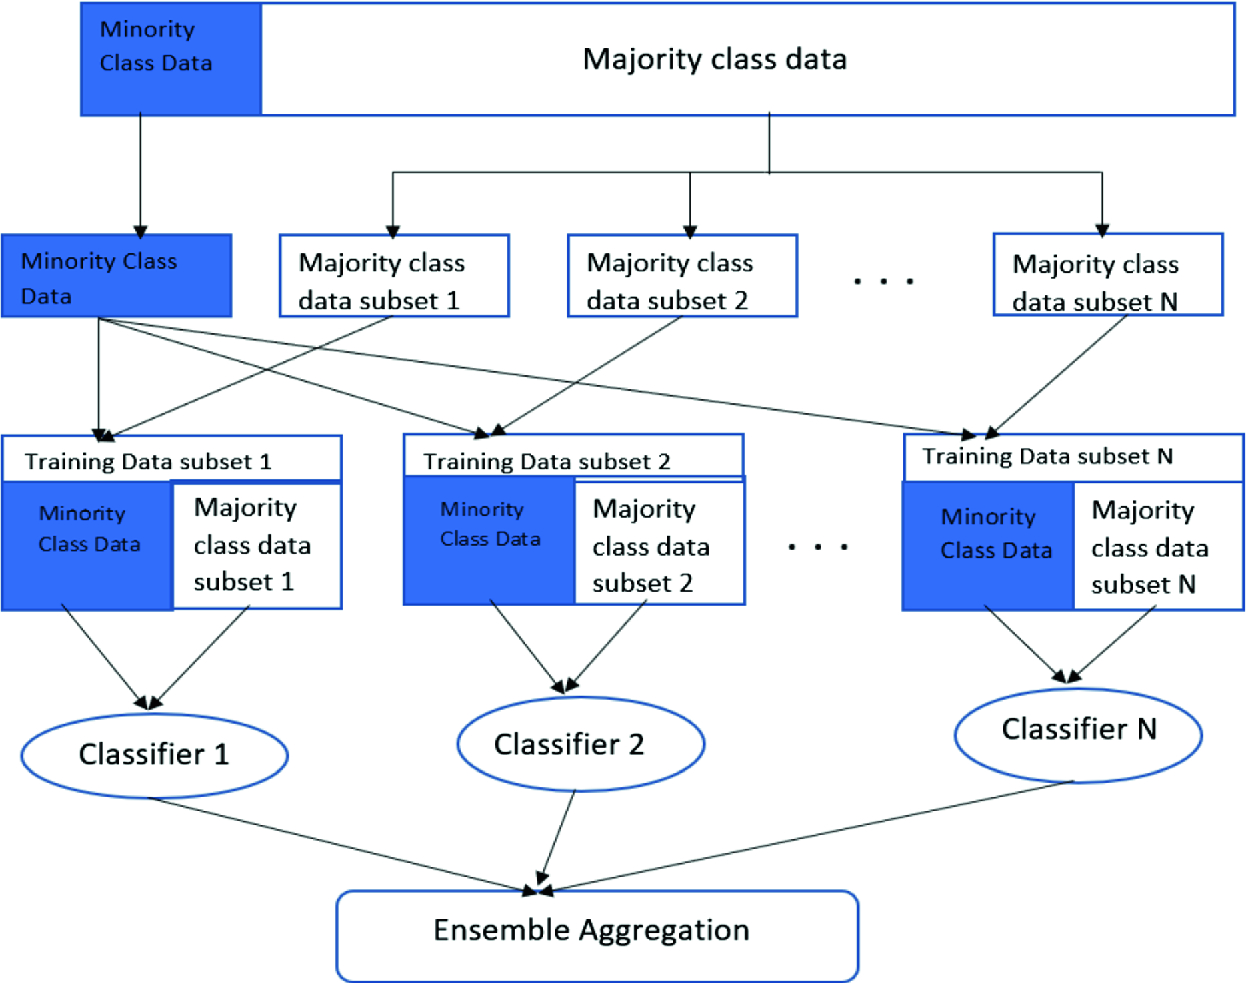 Minority
Class Data
Majority class data
Minority Class
Data
Majority class
data subset 1
Majority class
data subset 2
. . .
Majority class
data subset N
Training Data subset 1
Minority
Class Data
Majority
class data
subset 1
Training Data subset 2
Minority
Class Data
Majority
class data
subset 2
. . .
Training Data subset N
Minority
Class Data
Majority
class data
subset N
Classifier 1
Classifier 2
Classifier N
Ensemble Aggregation